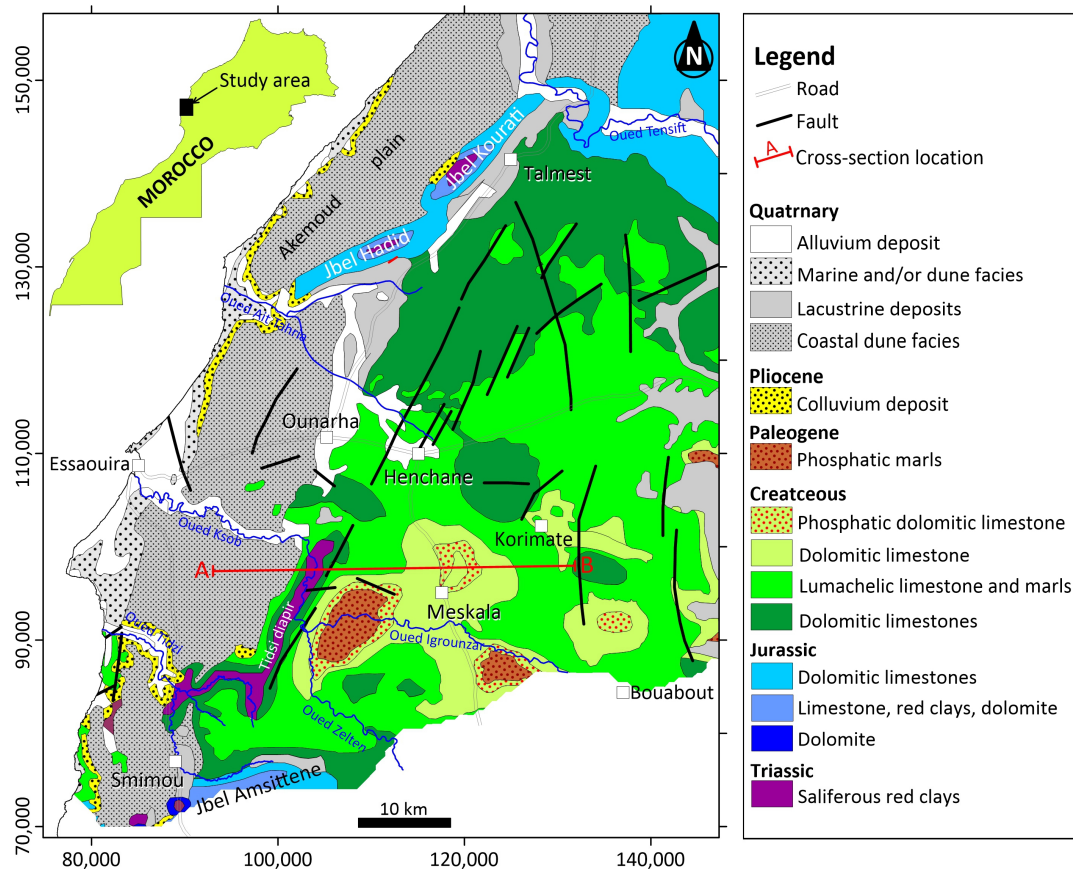 150,000
130,000
110,000
90,000
70,000
80,000
100,000
120,000
140,000
Study area
MOROCCO
N
plain
Akemoud
Jbel Kourati
Jbel Hadid
Talmest
Oued Tensift
Oued Ait Tahria
Ounarha
Essaouira
Henchane
Oued Ksob
Korimate
A
B
Meskala
Tidsi diapir
Oued Igrounzar
Oued Tidsi
Bouabout
Oued Zelten
Smimou
Jbel Amsittene
10 km
Legend
Road
Fault
A
Cross-section location
Quatrnary
Alluvium deposit
Marine and/or dune facies
Lacustrine deposits
Coastal dune facies
Pliocene
Colluvium deposit
Paleogene
Phosphatic marls
Creatceous
Phosphatic dolomitic limestone
Dolomitic limestone
Lumachelic limestone and marls
Dolomitic limestones
Jurassic
Dolomitic limestones
Limestone, red clays, dolomite
Dolomite
Triassic
Saliferous red clays